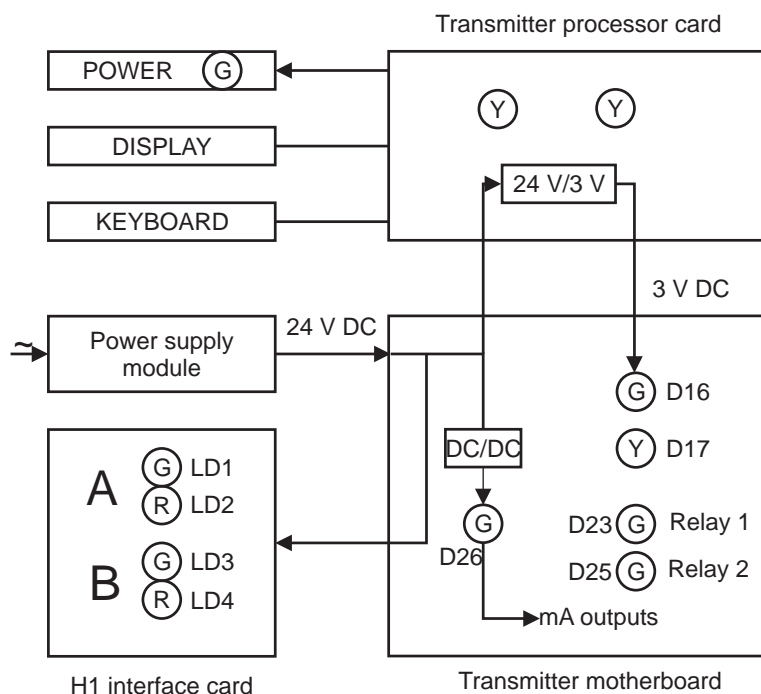 Transmitter processor card
POWER G
Y Y
DISPLAY
24 V/3 V
KEYBOARD
3 V DC
24 V DC
~
Power supply
module
G D16
DC/DC
Y D17
A
G LD1
R LD2
G
D26
D23 G Relay 1
B
G LD3
R LD4
D25 G Relay 2
mA outputs
H1 interface card
Transmitter motherboard